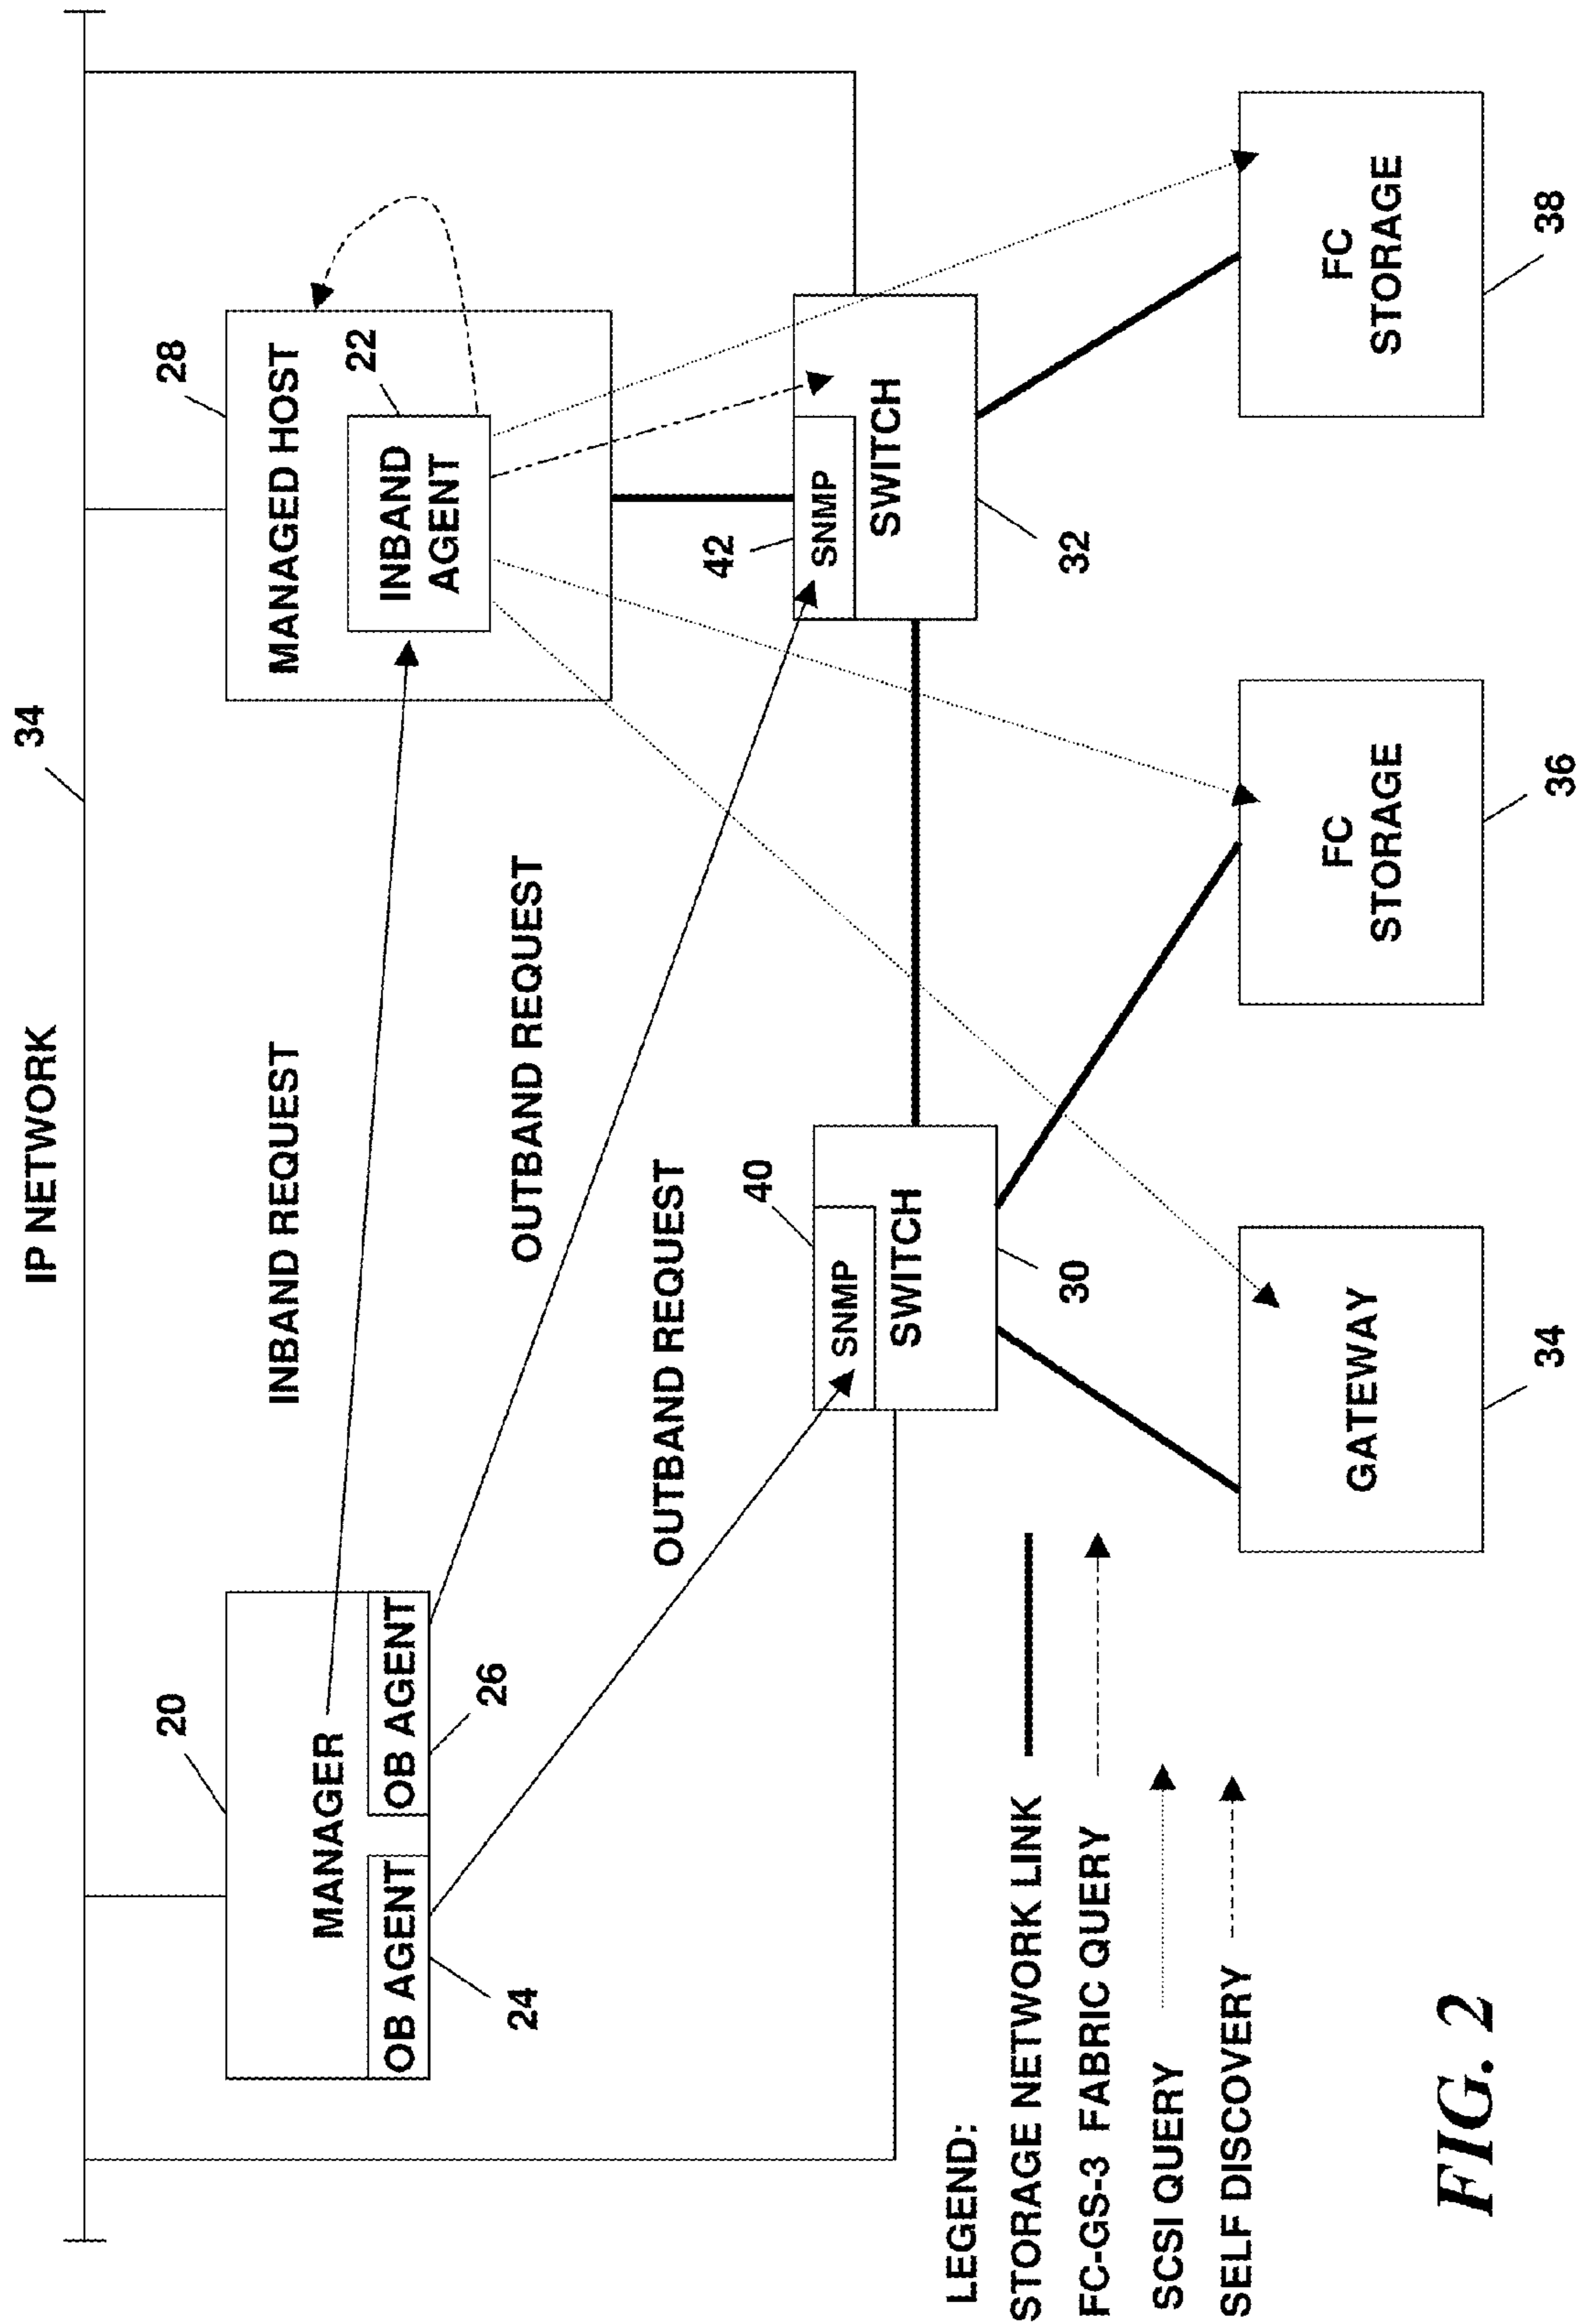 IP NETWORK
34
20
MANAGER
OB AGENT
OB AGENT
24
26
INBAND REQUEST
OUTBAND REQUEST
OUTBAND REQUEST
28
MANAGED HOST
22
INBAND
AGENT
40
SNMP
SWITCH
30
42
SNMP
SWITCH
32
GATEWAY
34
FC
STORAGE
36
FC
STORAGE
38
LEGEND:
STORAGE NETWORK LINK
FC-GS-3 FABRIC QUERY
SCSI QUERY
SELF DISCOVERY
FIG. 2